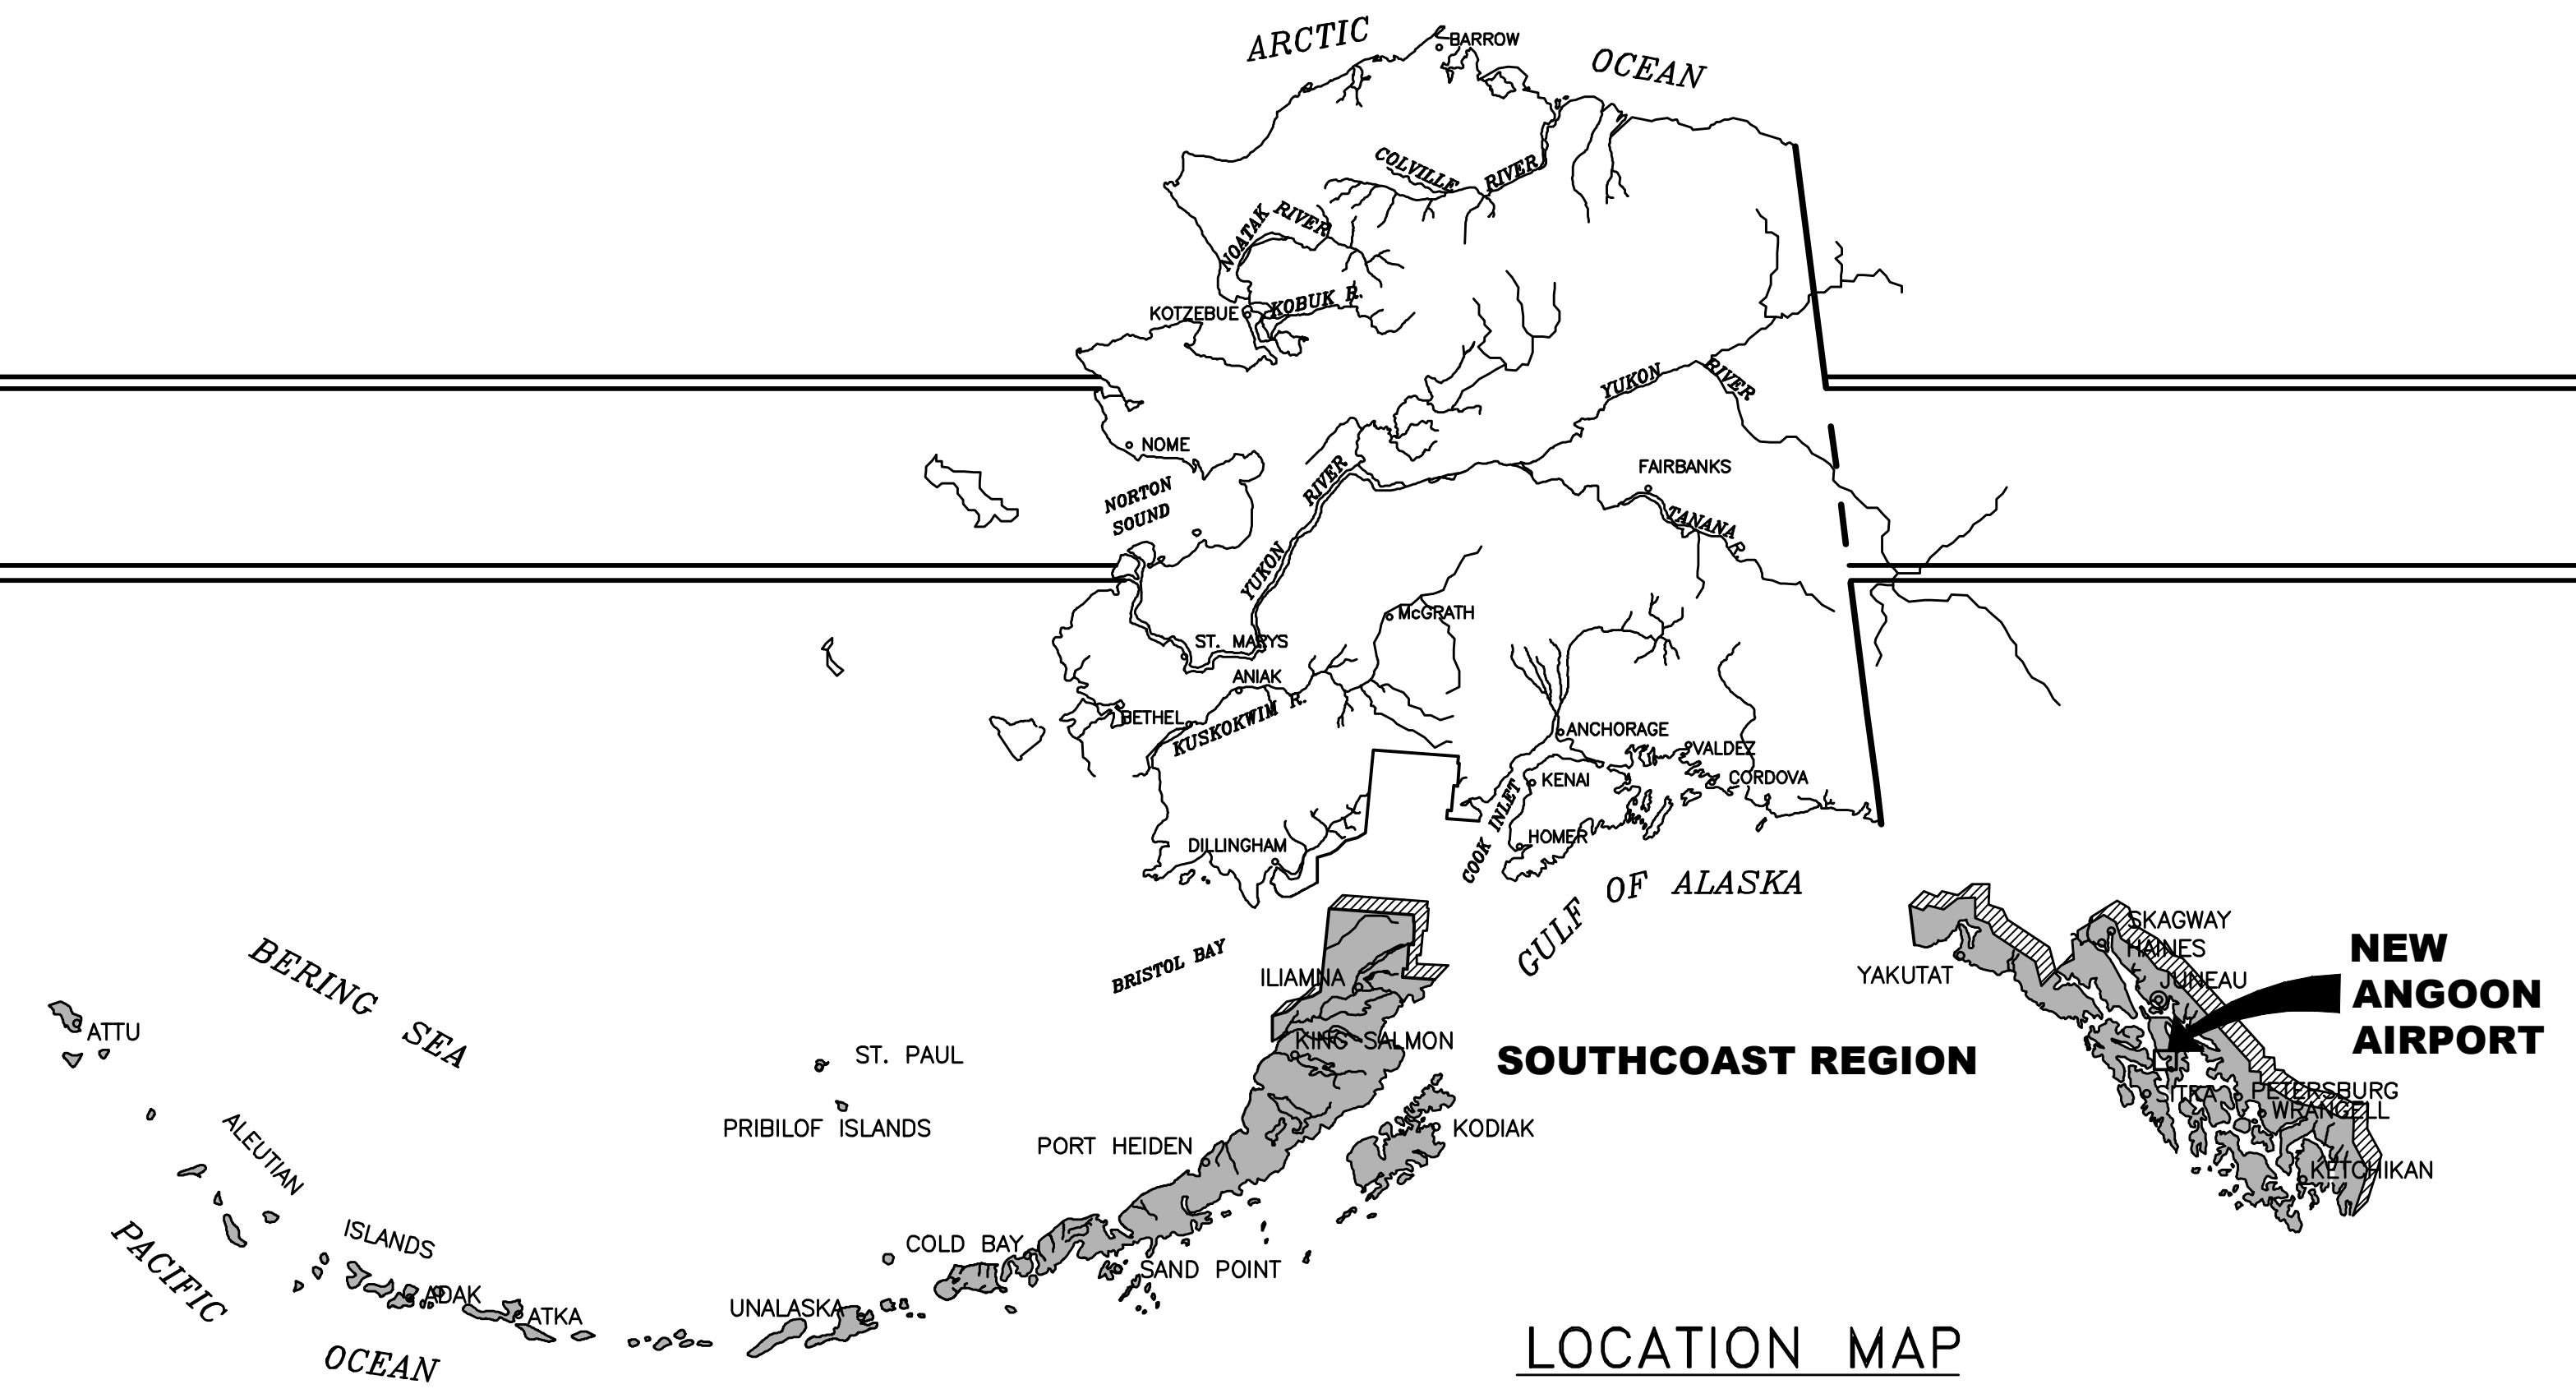 ARCTIC
OCEAN
BARROW
COLVILLE RIVER
NOATAK RIVER
KOBUK R.
KOTZEBUE
YUKON RIVER
NOME
FAIRBANKS
NORTON
SOUND
YUKON RIVER
TANANA R.
McGRATH
ST. MARYS
ANIAK
BETHEL
KUSKOKWIM R.
ANCHORAGE
VALDEZ
KENAI
CORDOVA
COOK INLET
HOMER
DILLINGHAM
GULF OF ALASKA
BRISTOL BAY
BERING SEA
ILIAMNA
YAKUTAT
SKAGWAY
HAINES
JUNEAU
NEW
ANGOON
AIRPORT
ATTU
ST. PAUL
KING SALMON
SOUTHCOAST REGION
PRIBILOF ISLANDS
SITKA
PETERSBURG
WRANGELL
KETCHIKAN
KODIAK
PORT HEIDEN
ALEUTIAN
ISLANDS
COLD BAY
SAND POINT
ADAK
ATKA
UNALASKA
PACIFIC
OCEAN
LOCATION MAP